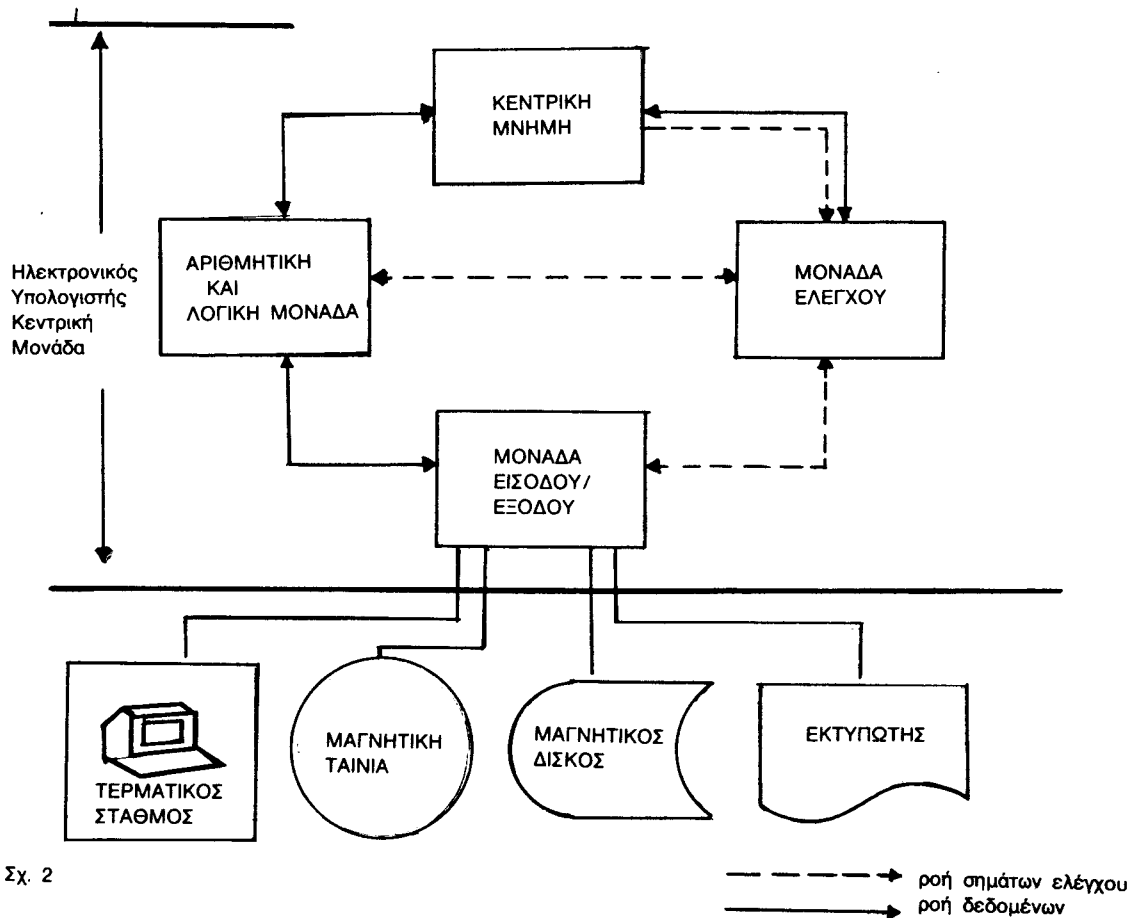 ΚΕΝΤΡΙΚΗ
ΜΝΗΜΗ
ΑΡΙΘΜΗΤΙΚΗ
ΚΑΙ
ΛΟΓΙΚΗ ΜΟΝΑΔΑ
ΜΟΝΑΔΑ
ΕΛΕΓΧΟΥ
Ηλεκτρονικός
Υπολογιστής
Κεντρική
Μονάδα
ΜΟΝΑΔΑ
ΕΙΣΟΔΟΥ/
ΕΞΟΔΟΥ
ΤΕΡΜΑΤΙΚΟΣ
ΣΤΑΘΜΟΣ
ΜΑΓΝΗΤΙΚΗ
ΤΑΙΝΙΑ
ΜΑΓΝΗΤΙΚΟΣ
ΔΙΣΚΟΣ
ΕΚΤΥΠΩΤΗΣ
Σχ. 2
ροή σημάτων ελέγχου
ροή δεδομένων